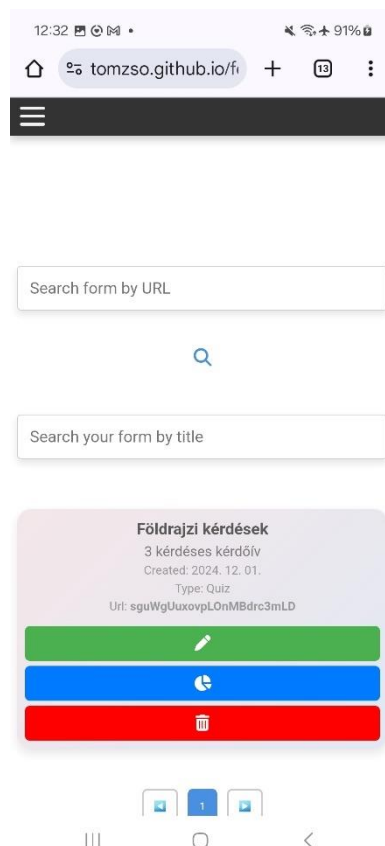 12:32
91%
tomzso.github.io/f
13
Search form by URL
Search your form by title
Földrajzi kérdések
3 kérdéses kérdőív
Created: 2024. 12. 01.
Type: Quiz
Url: sguWgUuxovpLOnMBdrc3mLD
1